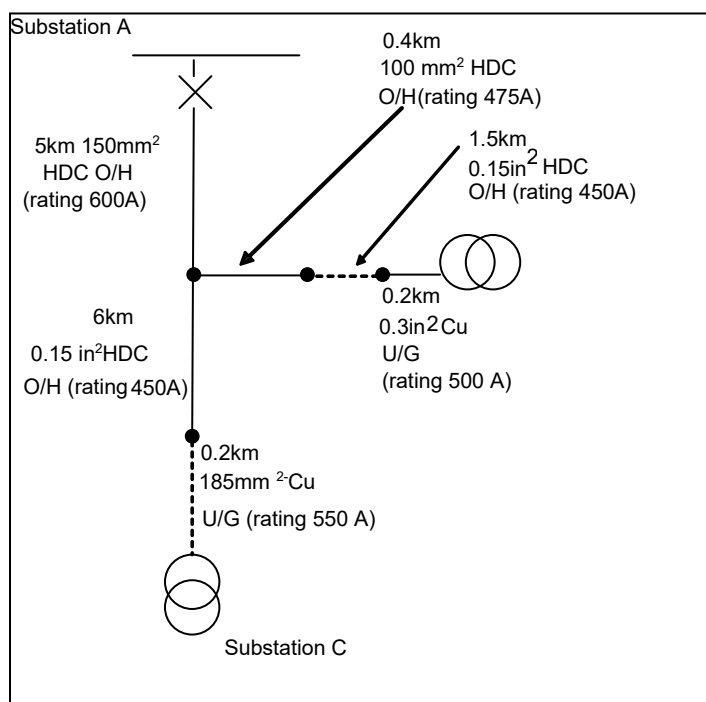 Substation A
0.4km
100 mm² HDC
O/H(rating 475A)
5km 150mm²
HDC O/H
(rating 600A)
1.5km
0.15in² HDC
O/H (rating 450A)
0.2km
0.3in² Cu
U/G
(rating 500 A)
6km
0.15 in²HDC
O/H (rating 450A)
0.2km
185mm ²-Cu
U/G (rating 550 A)
Substation C